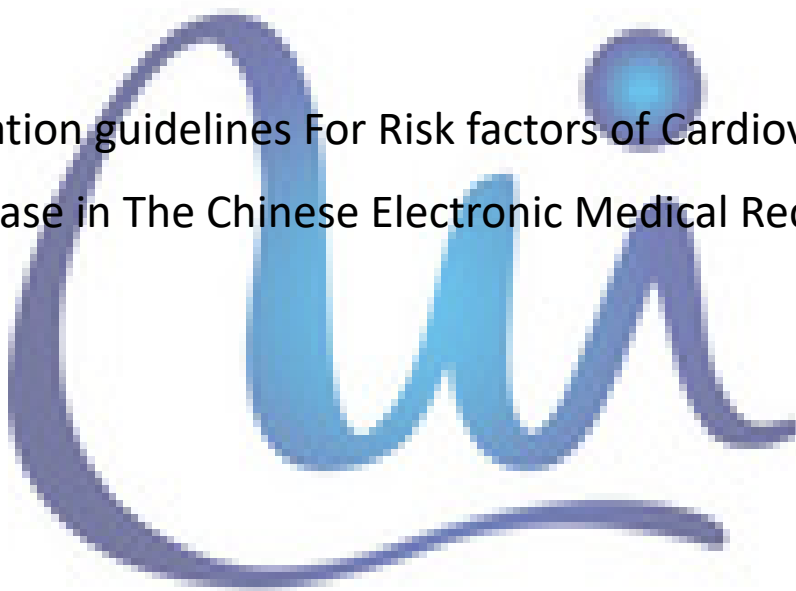 ation guidelines For Risk factors of Cardiov
ase in The Chinese Electronic Medical Rec